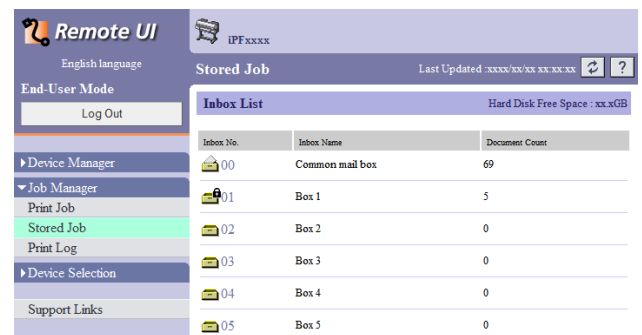 Remote UI
English language
End-User Mode
Log Out
Device Manager
Job Manager
Print Job
Stored Job
Print Log
Device Selection
Support Links
iPFxxxx
Stored Job
Last Updated :xxxx/xx/xx xx:xx:xx ?
Inbox List
Hard Disk Free Space : xx.xGB
Inbox No. Inbox Name Document Count
00 Common mail box 69
01 Box 1 5
02 Box 2 0
03 Box 3 0
04 Box 4 0
05 Box 5 0